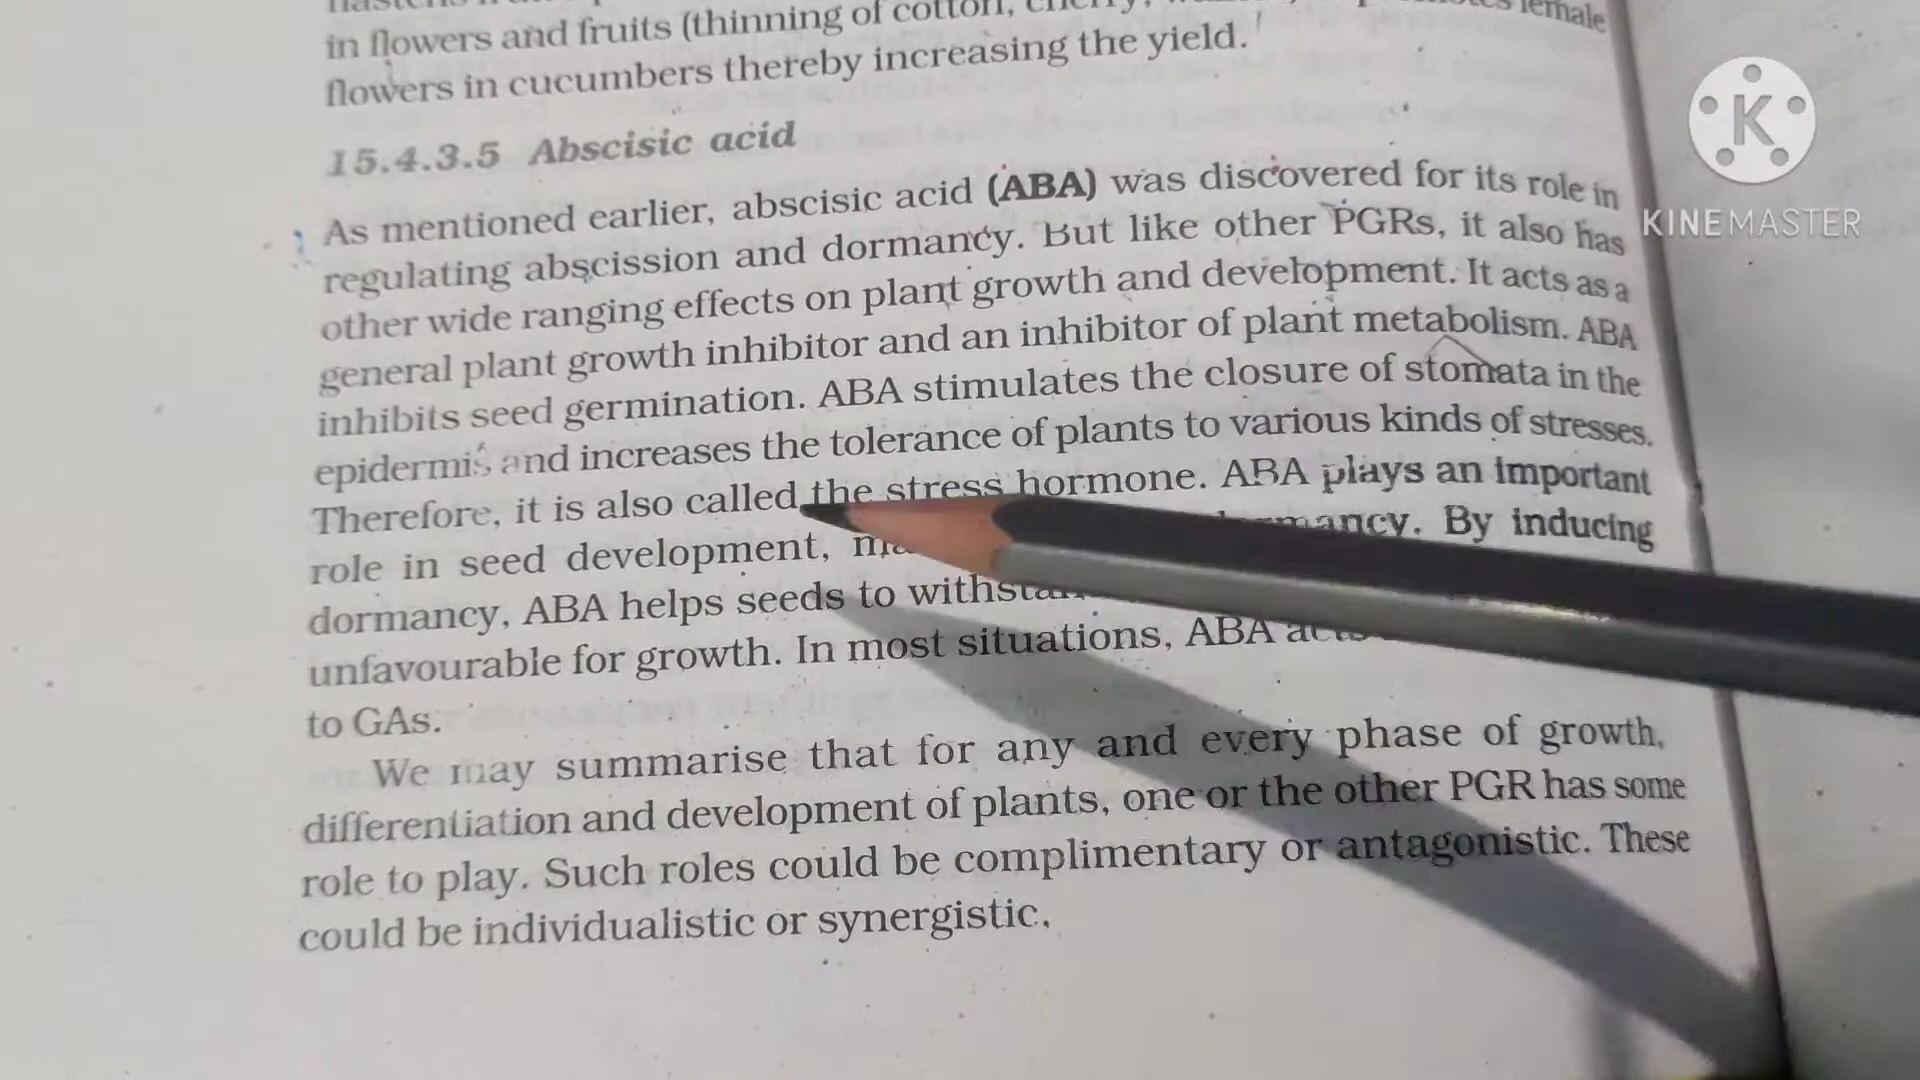 in flowers and fruits (thinning of cotton, cherry, female
flowers in cucumbers thereby increasing the yield.
15.4.3.5 Abscisic acid
As mentioned earlier, abscisic acid (ABA) was discovered for its role in
regulating abscission and dormancy. But like other PGRs, it also has
other wide ranging effects on plant growth and development. It acts as a
general plant growth inhibitor and an inhibitor of plant metabolism. ABA
inhibits seed germination. ABA stimulates the closure of stomata in the
epidermis and increases the tolerance of plants to various kinds of stresses.
Therefore, it is also called the stress hormone. ABA plays an important
role in seed development, By inducing
dormancy, ABA helps seeds to
unfavourable for growth. In most situations, ABA
to GAs.
We may summarise that for any and every phase of growth,
differentiation and development of plants, one or the other PGR has some
role to play. Such roles could be complimentary or antagonistic. These
could be individualistic or synergistic.
K
KINEMASTER